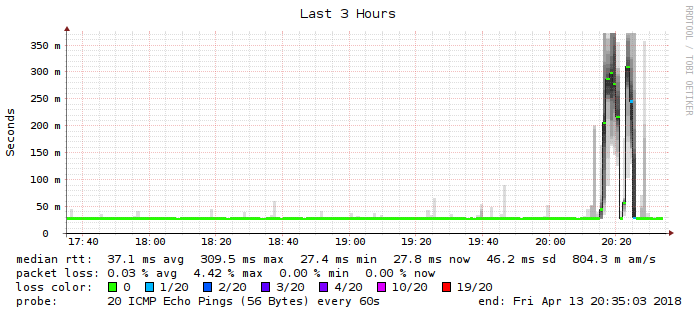 Last 3 Hours
RRDTOOL / TOBI OETIKER
Seconds
350 m
300 m
250 m
200 m
150 m
100 m
50 m
0
17:40 18:00 18:20 18:40 19:00 19:20 19:40 20:00 20:20
median rtt: 37.1 ms avg 309.5 ms max 27.4 ms min 27.8 ms now 46.2 ms sd 804.3 m am/s
packet loss: 0.03 % avg 4.42 % max 0.00 % min 0.00 % now
loss color: 0 1/20 2/20 3/20 4/20 10/20 19/20
probe: 20 ICMP Echo Pings (56 Bytes) every 60s end: Fri Apr 13 20:35:03 2018